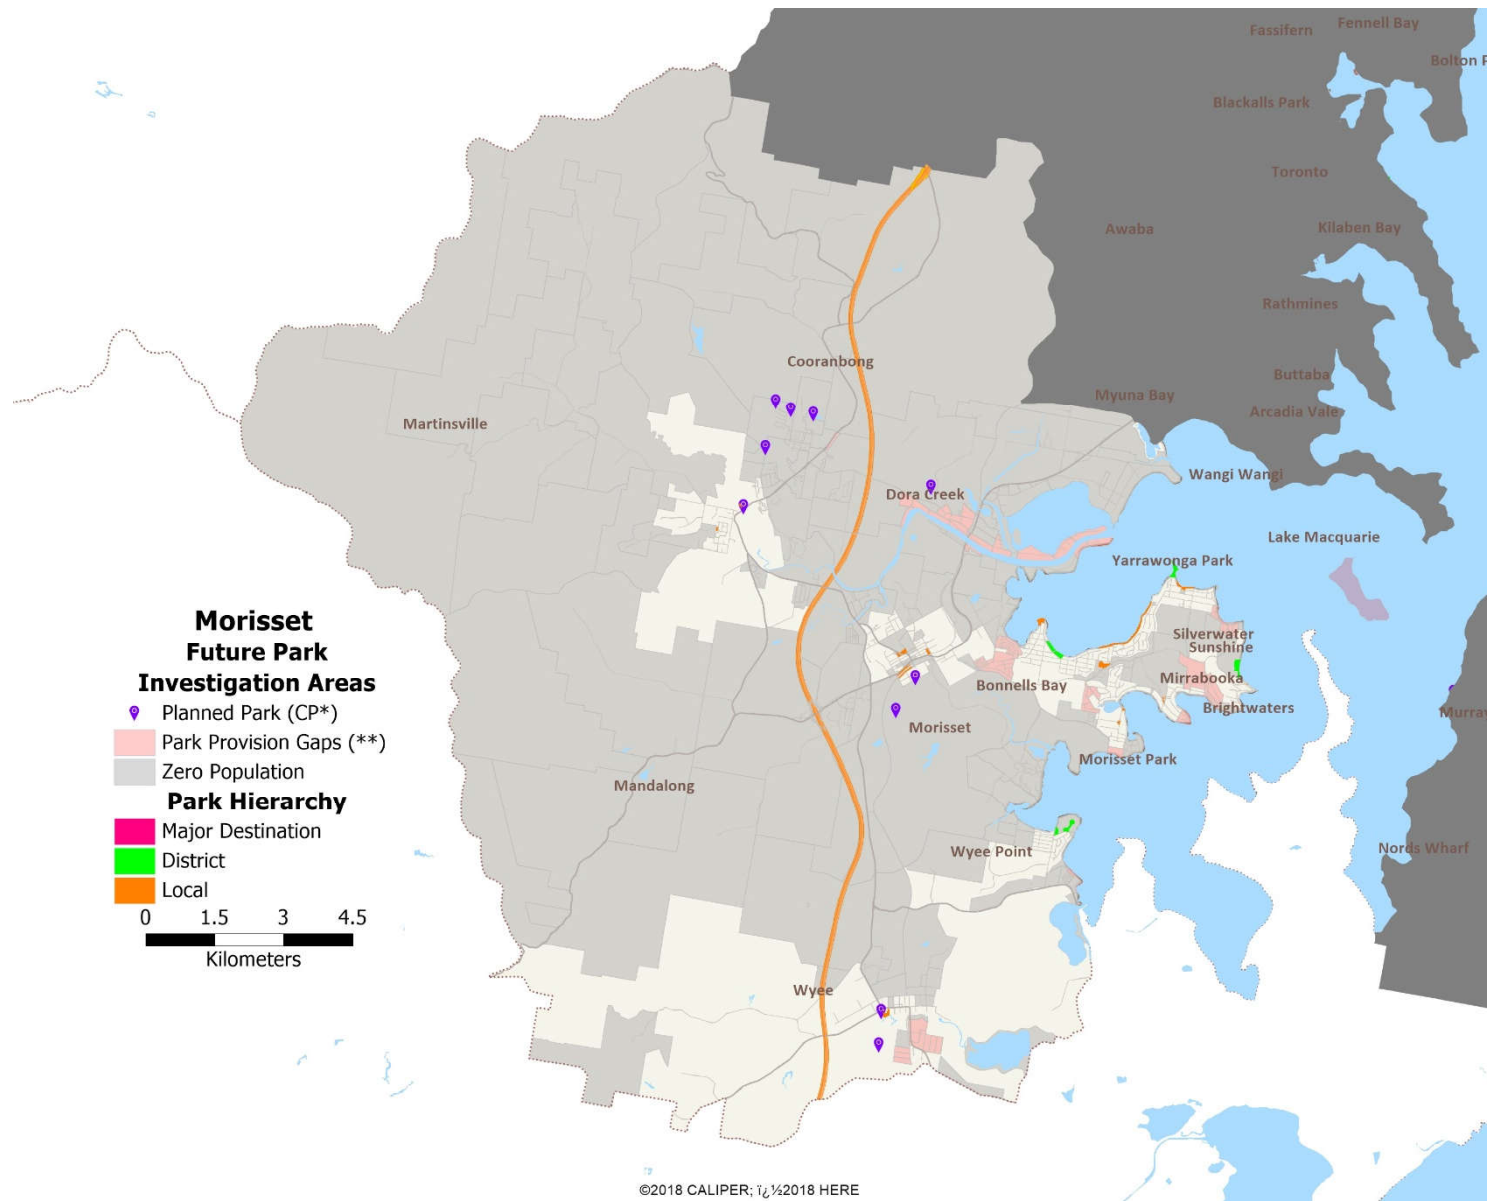 Fassifern
Fennell Bay
Bolton P
Blackalls Park
Toronto
Awaba
Kilaben Bay
Rathmines
Cooranbong
Buttaba
Myuna Bay
Arcadia Vale
Martinsville
Wangi Wangi
Dora Creek
Lake Macquarie
Yarrawonga Park
Silverwater
Sunshine
Mirrabooka
Bonnells Bay
Brightwaters
Murray
Morisset
Morisset Park
Mandalong
Wyee Point
Nords Wharf
Wyee
Morisset
Future Park
Investigation Areas
Planned Park (CP*)
Park Provision Gaps (**)
Zero Population
Park Hierarchy
Major Destination
District
Local
0 1.5 3 4.5
Kilometers
©2018 CALIPER; ï¿½2018 HERE